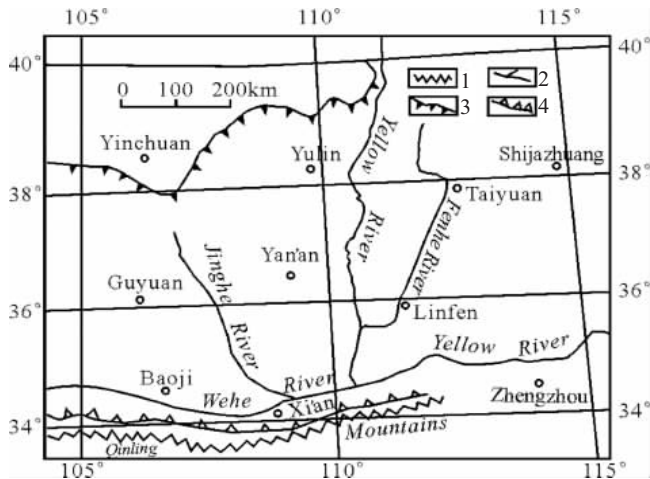 105° 110° 115°
40° 40°
1 2
3 4
0 100 200km
Yellow
River
Yinchuan
Yulin
Shijazhuang
38° 38°
Taiyuan
Fenhe River
Jinghe
River
Yan'an
Guyuan
36° 36°
Linfen
Yellow River
Baoji
Wehe River
Xi'an
Zhengzhou
34° 34°
Mountains
Qinling
105° 110° 115°